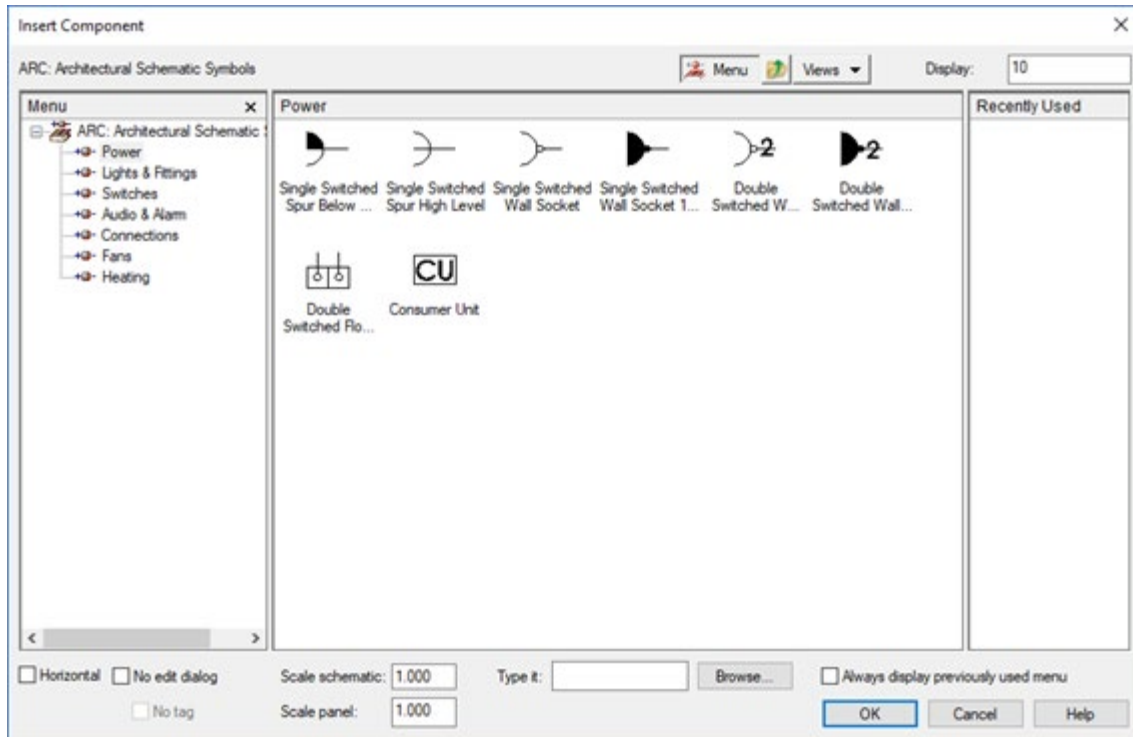 Insert Component
ARC: Architectural Schematic Symbols
Menu
Views
Display:
10
Menu
ARC: Architectural Schematic
Power
Lights & Fittings
Switches
Audio & Alarm
Connections
Fans
Heating
Power
Single Switched
Spur Below ...
Single Switched
Spur High Level
Single Switched
Wall Socket
Single Switched
Wall Socket 1...
2
Double
Switched W...
2
Double
Switched Wall...
Double
Switched Flo...
CU
Consumer Unit
Recently Used
Horizontal
No edit dialog
No tag
Scale schematic:
1.000
Scale panel:
1.000
Type it:
Browse...
Always display previously used menu
OK
Cancel
Help